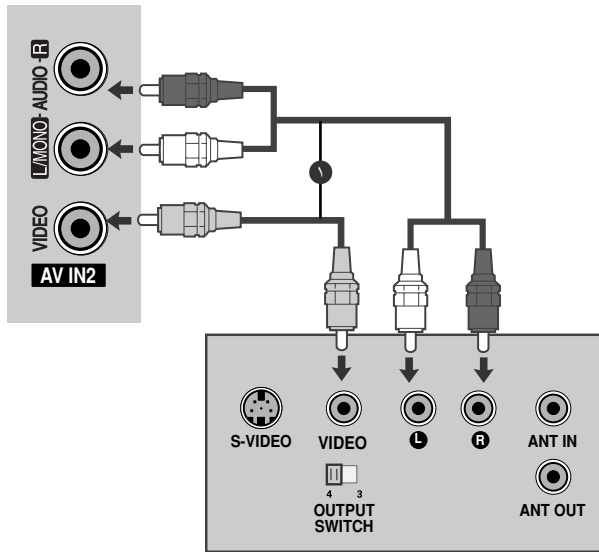 L/MONO - AUDIO - R
VIDEO
AV IN2
S-VIDEO
VIDEO
L
R
ANT IN
4 3
OUTPUT
SWITCH
ANT OUT